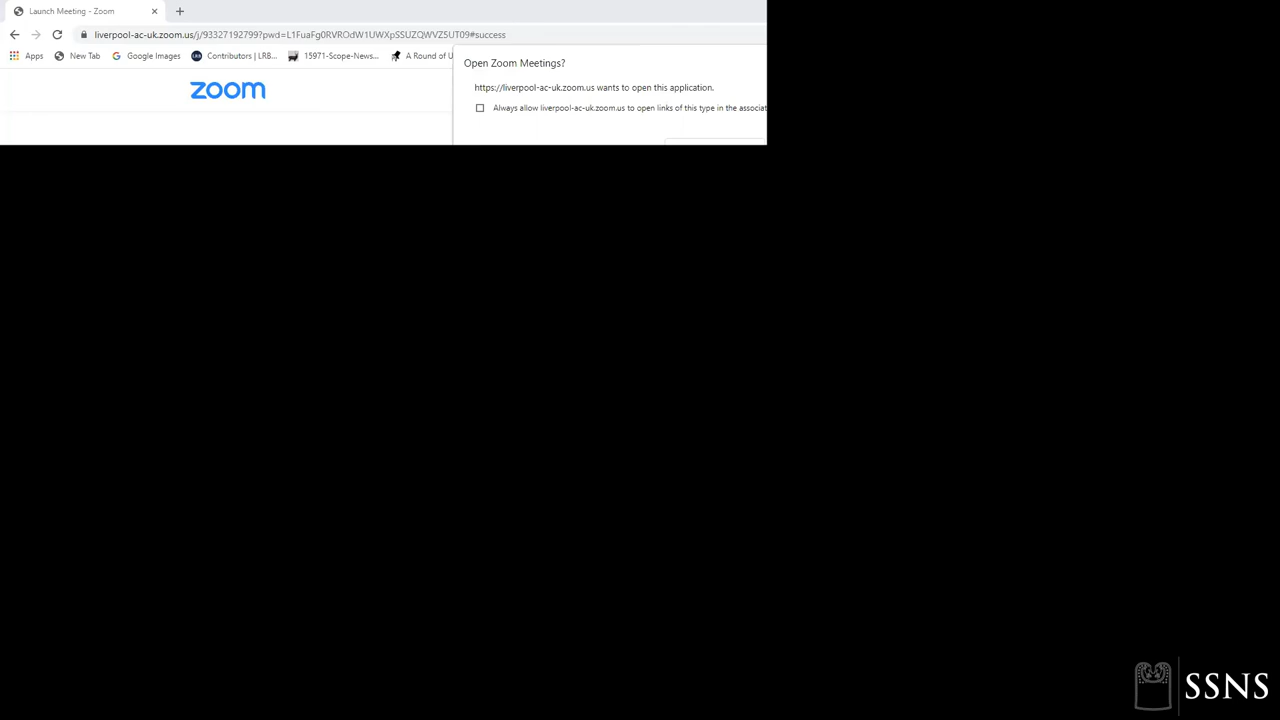 Launch Meeting - Zoom
liverpool-ac-uk.zoom.us/j/93327192799?pwd=L1FuaFg0RVROdW1UWXpSSUZQWVZSUT09#success
Apps New Tab Google Images Contributors | LRB... 15971-Scope-News... A Round of U
Open Zoom Meetings?
zoom
https://liverpool-ac-uk.zoom.us wants to open this application.
Always allow liverpool-ac-uk.zoom.us to open links of this type in the associat
SSNS